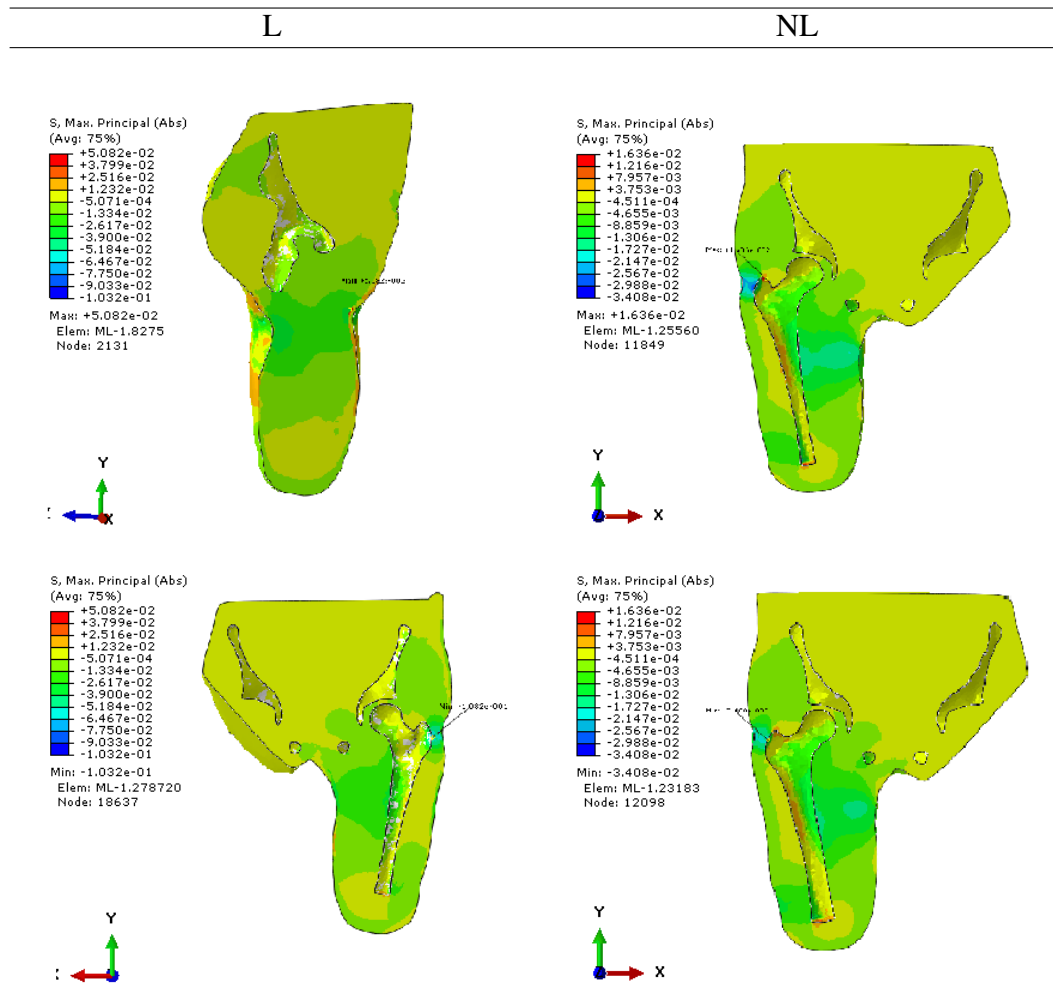 L
NL
S, Max. Principal (Abs)
(Avg: 75%)
+5.082e-02
+3.799e-02
+2.516e-02
+1.232e-02
-5.071e-04
-1.334e-02
-2.617e-02
-3.900e-02
-5.184e-02
-6.467e-02
-7.750e-02
-9.033e-02
-1.032e-01
Max: +5.082e-02
Elem: ML-1.8275
Node: 2131
Y
X
S, Max. Principal (Abs)
(Avg: 75%)
+1.636e-02
+1.216e-02
+7.957e-03
+3.753e-03
-4.511e-04
-4.655e-03
-8.859e-03
-1.306e-02
-1.727e-02
-2.147e-02
-2.567e-02
-2.988e-02
-3.408e-02
Max: +1.636e-02
Elem: ML-1.25560
Node: 11849
Y
X
S, Max. Principal (Abs)
(Avg: 75%)
+5.082e-02
+3.799e-02
+2.516e-02
+1.232e-02
-5.071e-04
-1.334e-02
-2.617e-02
-3.900e-02
-5.184e-02
-6.467e-02
-7.750e-02
-9.033e-02
-1.032e-01
Min: -1.032e-01
Elem: ML-1.278720
Node: 18637
Y
S, Max. Principal (Abs)
(Avg: 75%)
+1.636e-02
+1.216e-02
+7.957e-03
+3.753e-03
-4.511e-04
-4.655e-03
-8.859e-03
-1.306e-02
-1.727e-02
-2.147e-02
-2.567e-02
-2.988e-02
-3.408e-02
Min: -3.408e-02
Elem: ML-1.23183
Node: 12098
Y
X